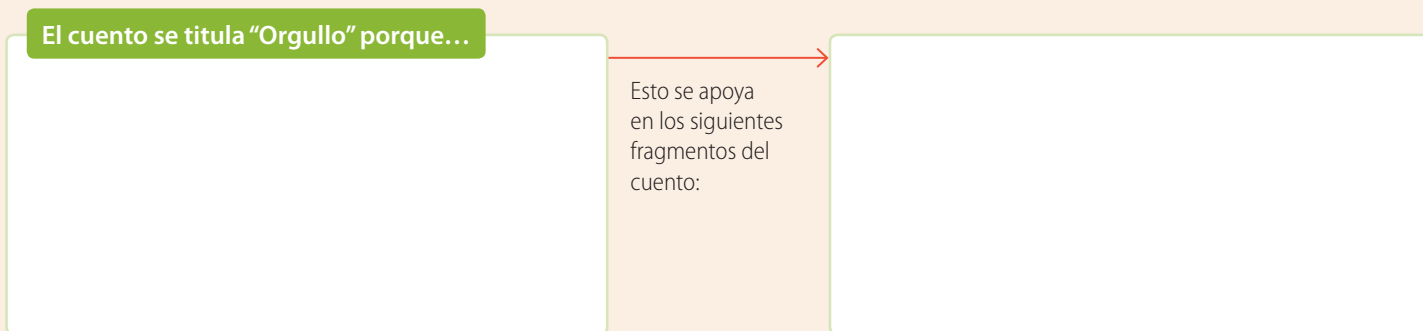 El cuento se titula “Orgullo” porque…
Esto se apoya
en los siguientes
fragmentos del
cuento: